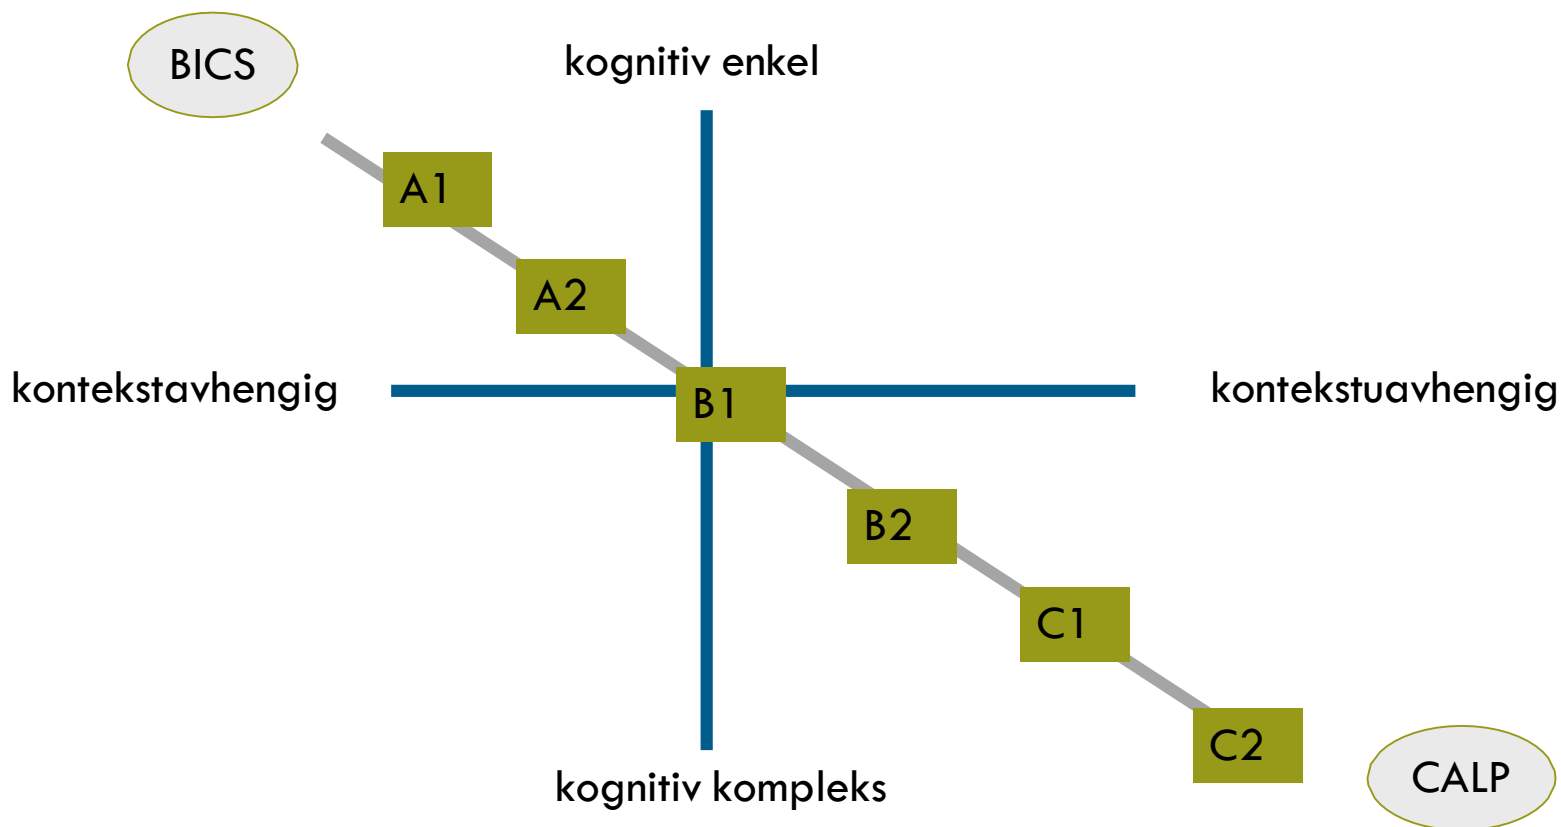 BICS
kognitiv enkel
A1
A2
kontekstavhengig
B1
kontekstuavhengig
B2
C1
C2
CALP
kognitiv kompleks